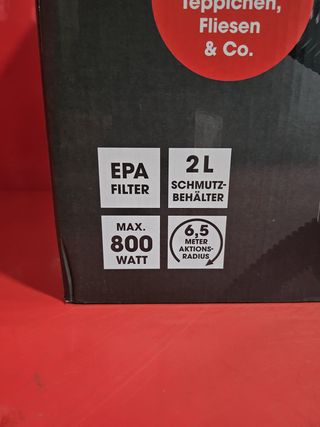 Teppichen,
Fliesen
& Co.
EPA
FILTER
2 L
SCHMUTZ-
BEHÄLTER
MAX.
800
WATT
6,5
METER
AKTIONS-
RADIUS